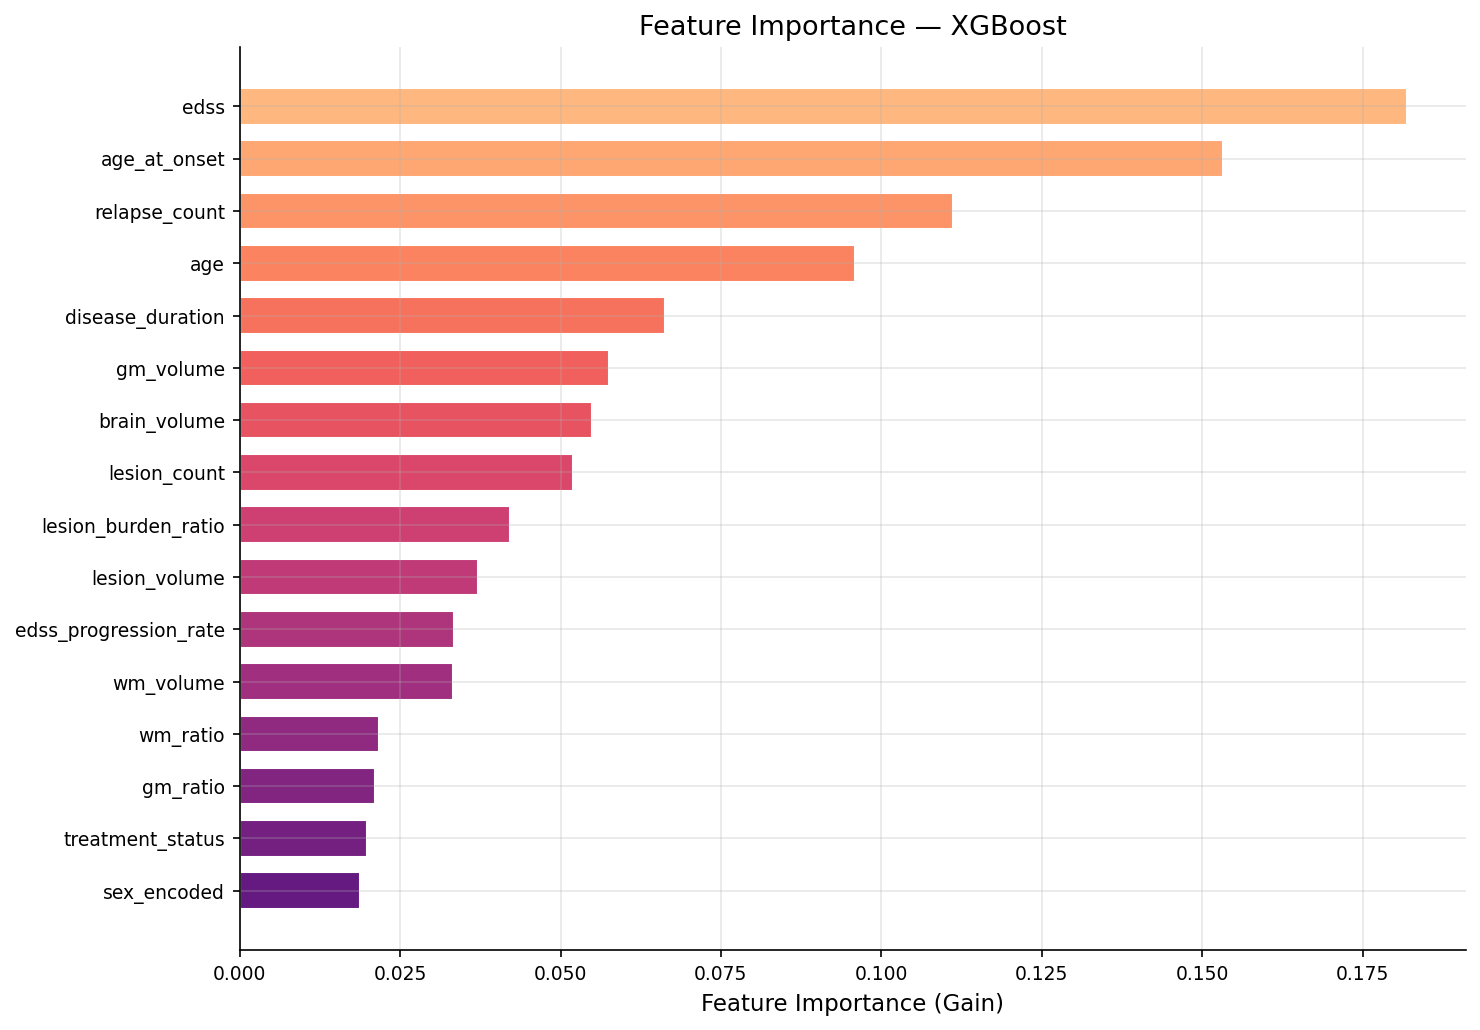 Feature Importance — XGBoost
edss
age_at_onset
relapse_count
age
disease_duration
gm_volume
brain_volume
lesion_count
lesion_burden_ratio
lesion_volume
edss_progression_rate
wm_volume
wm_ratio
gm_ratio
treatment_status
sex_encoded
0.000 0.025 0.050 0.075 0.100 0.125 0.150 0.175
Feature Importance (Gain)